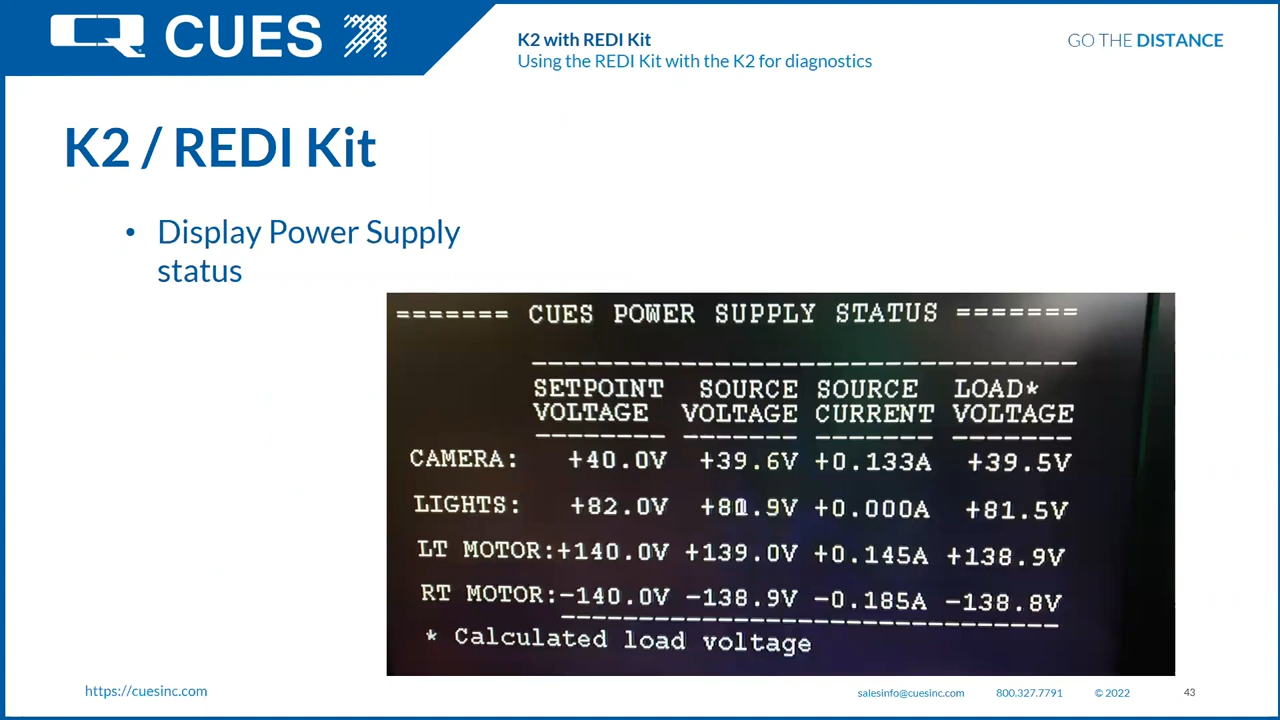 CUES
K2 with REDI Kit
Using the REDI Kit with the K2 for diagnostics
GO THE DISTANCE
K2 / REDI Kit
• Display Power Supply
status
======= CUES POWER SUPPLY STATUS =======
SETPOINT SOURCE SOURCE LOAD*
VOLTAGE VOLTAGE CURRENT VOLTAGE
CAMERA: +40.0V +39.6V +0.133A +39.5V
LIGHTS: +82.0V +0.000A +81.5V
LT MOTOR:+140.0V +139.0V +0.145A +138.9V
RT MOTOR:-140.0V -138.9V -0.185A -138.8V
* Calculated load voltage
https://cuesinc.com
salesinfo@cuesinc.com 800.327.7791 © 2022 43